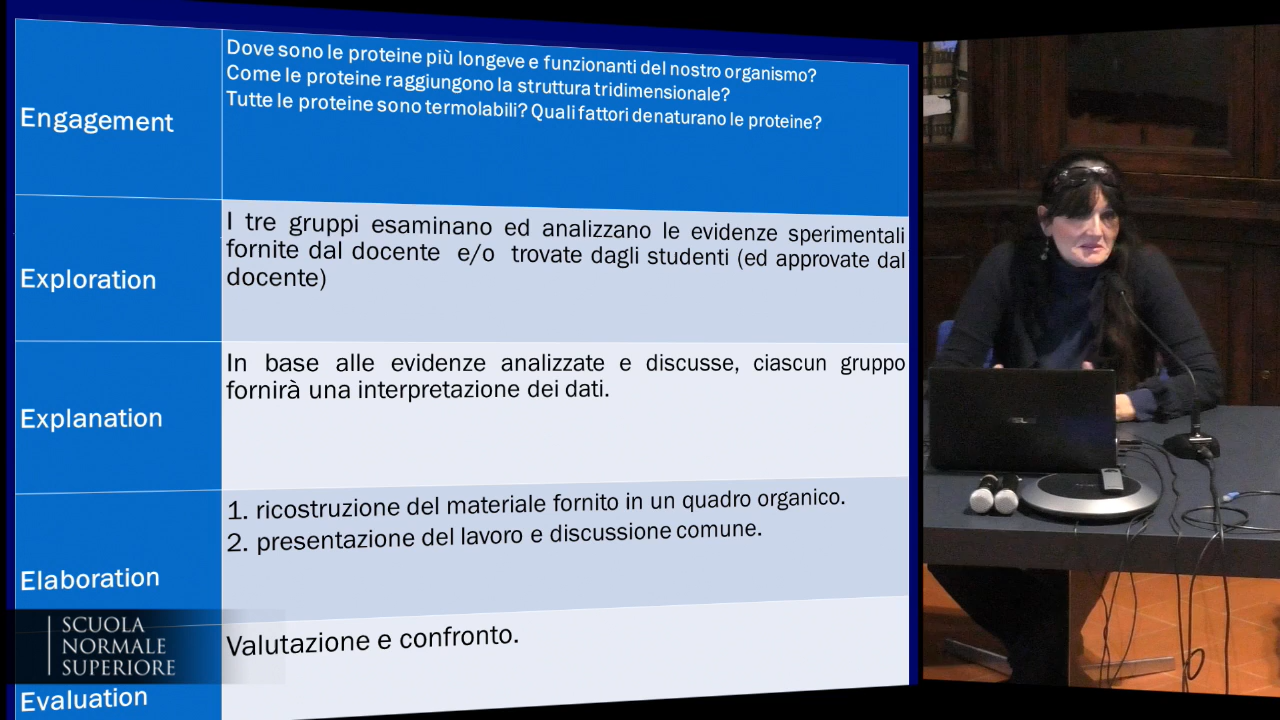 Engagement
Dove sono le proteine più longeve e funzionanti del nostro organismo?
Come le proteine raggiungono la struttura tridimensionale?
Tutte le proteine sono termolabili? Quali fattori denaturano le proteine?
Exploration
I tre gruppi esaminano ed analizzano le evidenze sperimentali
fornite dal docente e/o trovate dagli studenti (ed approvate dal
docente)
Explanation
In base alle evidenze analizzate e discusse, ciascun gruppo
fornirà una interpretazione dei dati.
Elaboration
1. ricostruzione del materiale fornito in un quadro organico.
2. presentazione del lavoro e discussione comune.
Evaluation
Valutazione e confronto.
SCUOLA
NORMALE
SUPERIORE